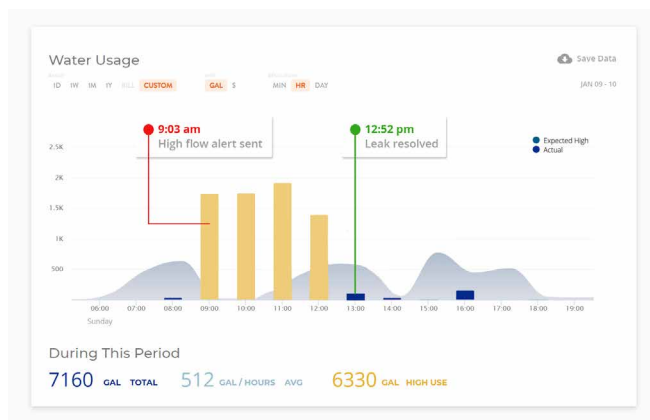 Water Usage
Save Data
1D 1W 1M 1Y BILL CUSTOM GAL $ MIN HR DAY
JAN 09 - 10
9:03 am
High flow alert sent
12:52 pm
Leak resolved
Expected High
Actual
2.5K
2K
1.5K
1K
500
06:00 07:00 08:00 09:00 10:00 11:00 12:00 13:00 14:00 15:00 16:00 17:00 18:00 19:00
Sunday
During This Period
7160 GAL TOTAL 512 GAL / HOURS AVG 6330 GAL HIGH USE